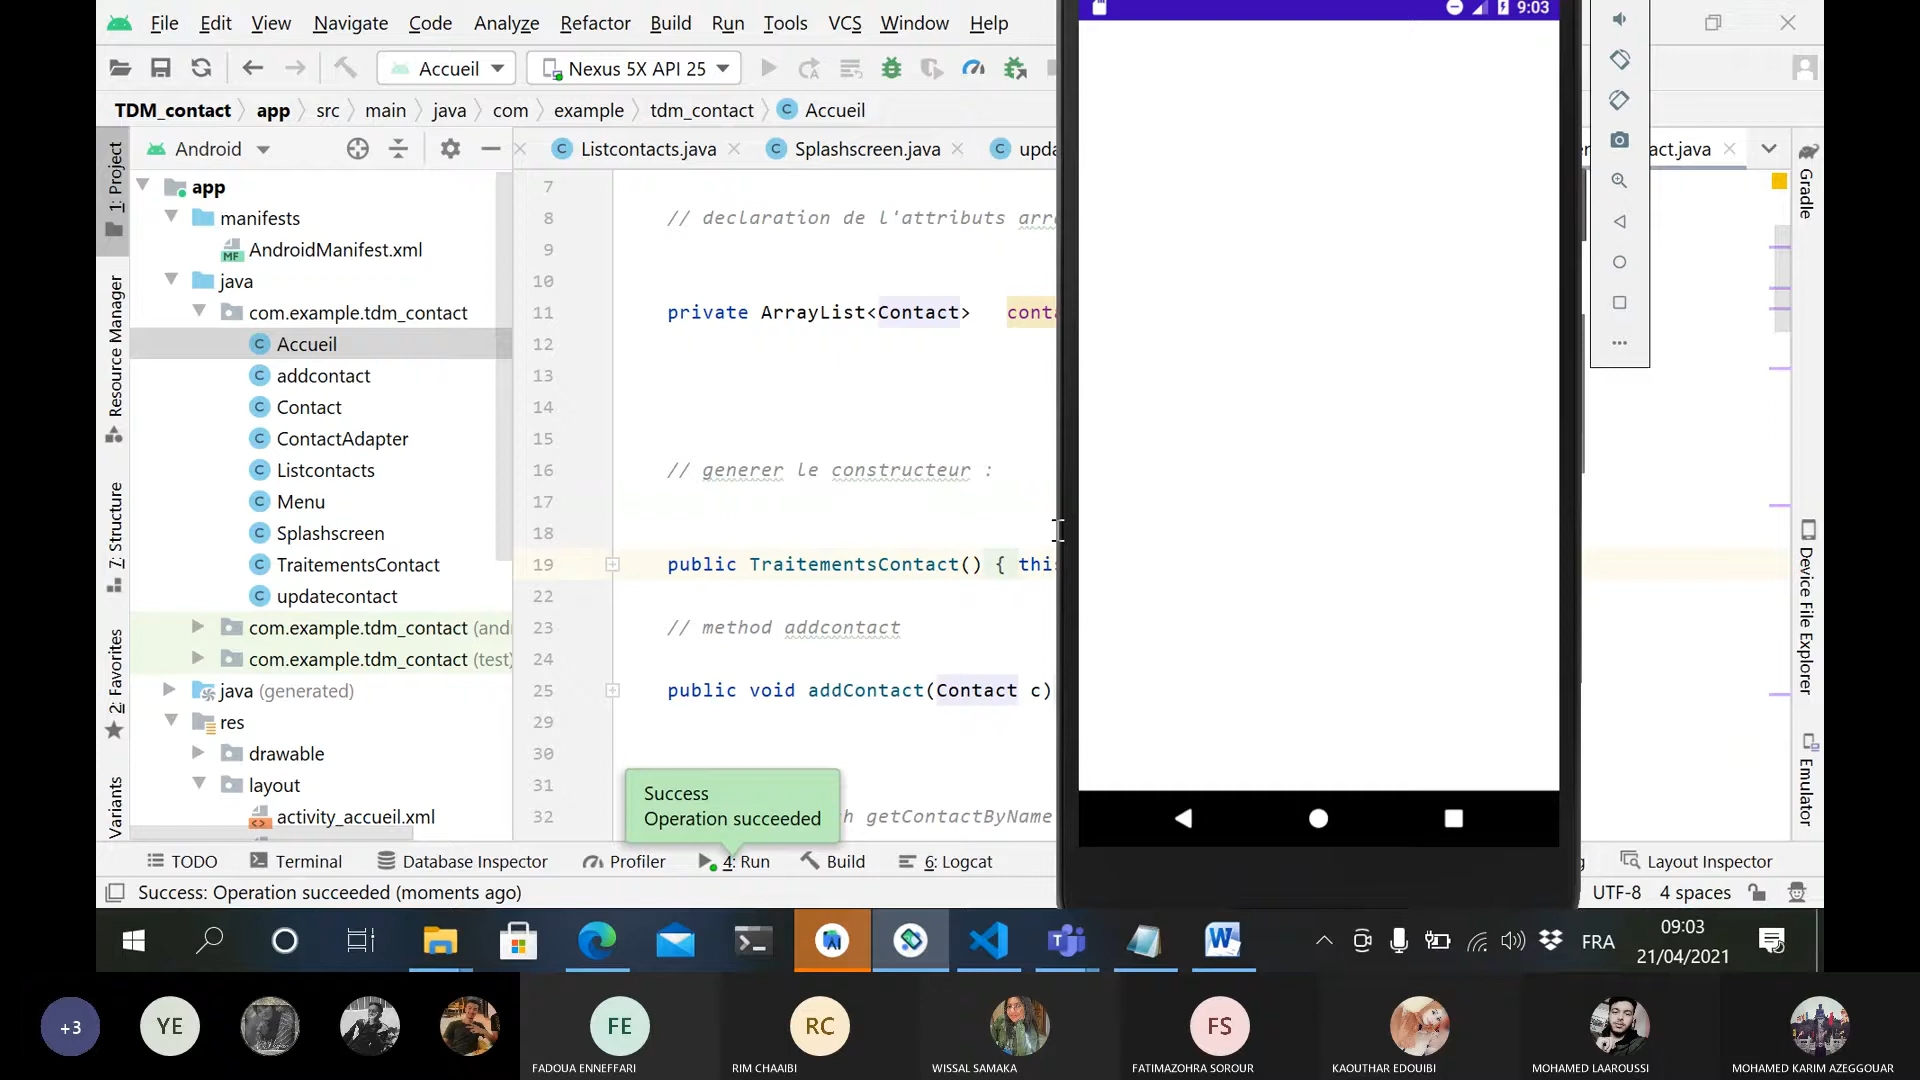 File Edit View Navigate Code Analyze Refactor Build Run Tools VCS Window Help
9:03
Accueil Nexus 5X API 25
TDM_contact app src main java com example tdm_contact Accueil
Android
Listcontacts.java Splashscreen.java upda act.java
1: Project
Resource Manager
7: Structure
2: Favorites
Variants
app
manifests
AndroidManifest.xml
java
com.example.tdm_contact
Accueil
addcontact
Contact
ContactAdapter
Listcontacts
Menu
Splashscreen
TraitementsContact
updatecontact
com.example.tdm_contact (and
com.example.tdm_contact (test)
java (generated)
res
drawable
layout
activity_accueil.xml
7
8 // declaration de l'attributs arr
9
10
11 private ArrayList<Contact> conta
12
13
14
15
16 // generer le constructeur :
17
18
19 public TraitementsContact() { this
22
23 // method addcontact
24
25 public void addContact(Contact c)
29
30
31
32 h getContactByName
Success
Operation succeeded
Gradle
Device File Explorer
Emulator
TODO Terminal Database Inspector Profiler 4: Run Build 6: Logcat Layout Inspector
Success: Operation succeeded (moments ago) UTF-8 4 spaces
FRA
09:03
21/04/2021
+3 YE FE RC FS
FADOUA ENNEFFARI RIM CHAAIBI WISSAL SAMAKA FATIMAZOHRA SOROUR KAOUTHAR EDOUIBI MOHAMED LAAROUSSI MOHAMED KARIM AZEGGOUAR